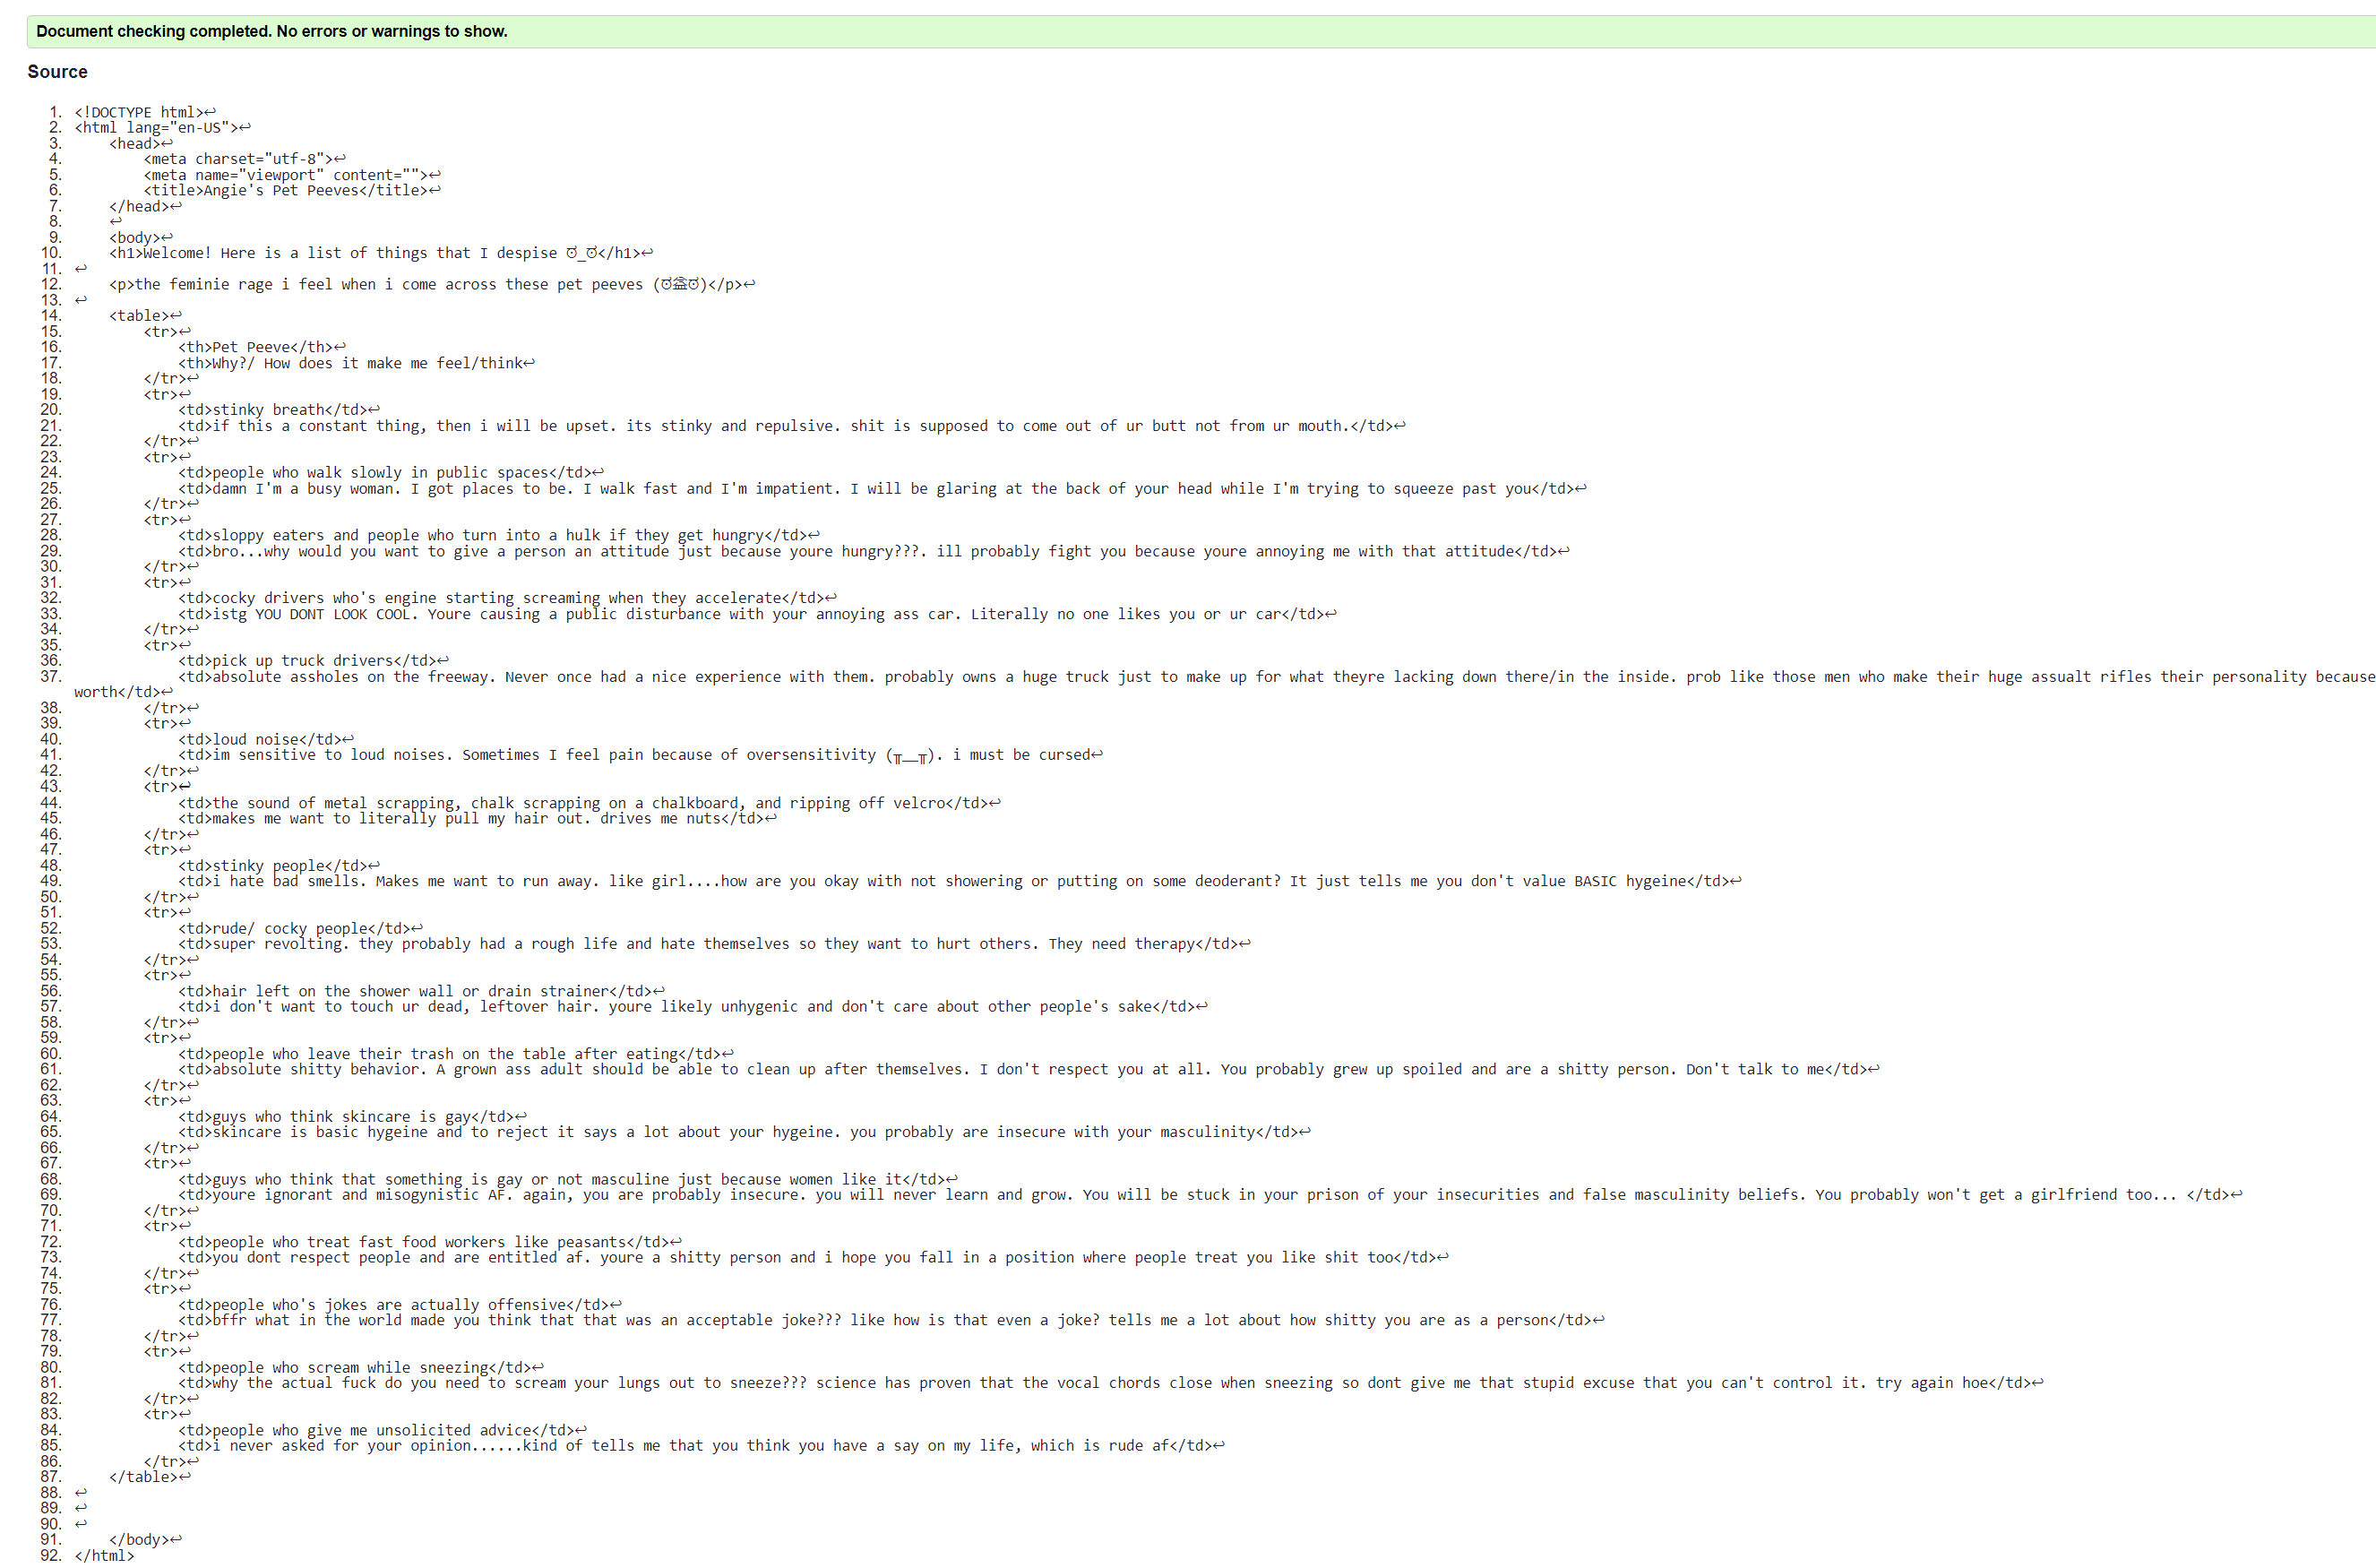 Document checking completed. No errors or warnings to show.
Source
1. <!DOCTYPE html>↩
2. <html lang="en-US">↩
3.     <head>↩
4.         <meta charset="utf-8">↩
5.         <meta name="viewport" content="">↩
6.         <title>Angie's Pet Peeves</title>↩
7.     </head>↩
8.     ↩
9.     <body>↩
10.     <h1>Welcome! Here is a list of things that I despise ಠ_ಠ</h1>↩
11. ↩
12.     <p>the feminie rage i feel when i come across these pet peeves (ಠ益ಠ)</p>↩
13. ↩
14.     <table>↩
15.         <tr>↩
16.             <th>Pet Peeve</th>↩
17.             <th>Why?/ How does it make me feel/think↩
18.         </tr>↩
19.         <tr>↩
20.             <td>stinky breath</td>↩
21.             <td>if this a constant thing, then i will be upset. its stinky and repulsive. shit is supposed to come out of ur butt not from ur mouth.</td>↩
22.         </tr>↩
23.         <tr>↩
24.             <td>people who walk slowly in public spaces</td>↩
25.             <td>damn I'm a busy woman. I got places to be. I walk fast and I'm impatient. I will be glaring at the back of your head while I'm trying to squeeze past you</td>↩
26.         </tr>↩
27.         <tr>↩
28.             <td>sloppy eaters and people who turn into a hulk if they get hungry</td>↩
29.             <td>bro...why would you want to give a person an attitude just because youre hungry???. ill probably fight you because youre annoying me with that attitude</td>↩
30.         </tr>↩
31.         <tr>↩
32.             <td>cocky drivers who's engine starting screaming when they accelerate</td>↩
33.             <td>istg YOU DONT LOOK COOL. Youre causing a public disturbance with your annoying ass car. Literally no one likes you or ur car</td>↩
34.         </tr>↩
35.         <tr>↩
36.             <td>pick up truck drivers</td>↩
37.             <td>absolute assholes on the freeway. Never once had a nice experience with them. probably owns a huge truck just to make up for what theyre lacking down there/in the inside. prob like those men who make their huge assualt rifles their personality because
worth</td>↩
38.         </tr>↩
39.         <tr>↩
40.             <td>loud noise</td>↩
41.             <td>im sensitive to loud noises. Sometimes I feel pain because of oversensitivity (╥﹏╥). i must be cursed↩
42.         </tr>↩
43.         <tr>↩
44.             <td>the sound of metal scrapping, chalk scrapping on a chalkboard, and ripping off velcro</td>↩
45.             <td>makes me want to literally pull my hair out. drives me nuts</td>↩
46.         </tr>↩
47.         <tr>↩
48.             <td>stinky people</td>↩
49.             <td>i hate bad smells. Makes me want to run away. like girl....how are you okay with not showering or putting on some deoderant? It just tells me you don't value BASIC hygeine</td>↩
50.         </tr>↩
51.         <tr>↩
52.             <td>rude/ cocky people</td>↩
53.             <td>super revolting. they probably had a rough life and hate themselves so they want to hurt others. They need therapy</td>↩
54.         </tr>↩
55.         <tr>↩
56.             <td>hair left on the shower wall or drain strainer</td>↩
57.             <td>i don't want to touch ur dead, leftover hair. youre likely unhygenic and don't care about other people's sake</td>↩
58.         </tr>↩
59.         <tr>↩
60.             <td>people who leave their trash on the table after eating</td>↩
61.             <td>absolute shitty behavior. A grown ass adult should be able to clean up after themselves. I don't respect you at all. You probably grew up spoiled and are a shitty person. Don't talk to me</td>↩
62.         </tr>↩
63.         <tr>↩
64.             <td>guys who think skincare is gay</td>↩
65.             <td>skincare is basic hygeine and to reject it says a lot about your hygeine. you probably are insecure with your masculinity</td>↩
66.         </tr>↩
67.         <tr>↩
68.             <td>guys who think that something is gay or not masculine just because women like it</td>↩
69.             <td>youre ignorant and misogynistic AF. again, you are probably insecure. you will never learn and grow. You will be stuck in your prison of your insecurities and false masculinity beliefs. You probably won't get a girlfriend too... </td>↩
70.         </tr>↩
71.         <tr>↩
72.             <td>people who treat fast food workers like peasants</td>↩
73.             <td>you dont respect people and are entitled af. youre a shitty person and i hope you fall in a position where people treat you like shit too</td>↩
74.         </tr>↩
75.         <tr>↩
76.             <td>people who's jokes are actually offensive</td>↩
77.             <td>bffr what in the world made you think that that was an acceptable joke??? like how is that even a joke? tells me a lot about how shitty you are as a person</td>↩
78.         </tr>↩
79.         <tr>↩
80.             <td>people who scream while sneezing</td>↩
81.             <td>why the actual fuck do you need to scream your lungs out to sneeze??? science has proven that the vocal chords close when sneezing so dont give me that stupid excuse that you can't control it. try again hoe</td>↩
82.         </tr>↩
83.         <tr>↩
84.             <td>people who give me unsolicited advice</td>↩
85.             <td>i never asked for your opinion......kind of tells me that you think you have a say on my life, which is rude af</td>↩
86.         </tr>↩
87.     </table>↩
88. ↩
89. ↩
90. ↩
91.     </body>↩
92. </html>